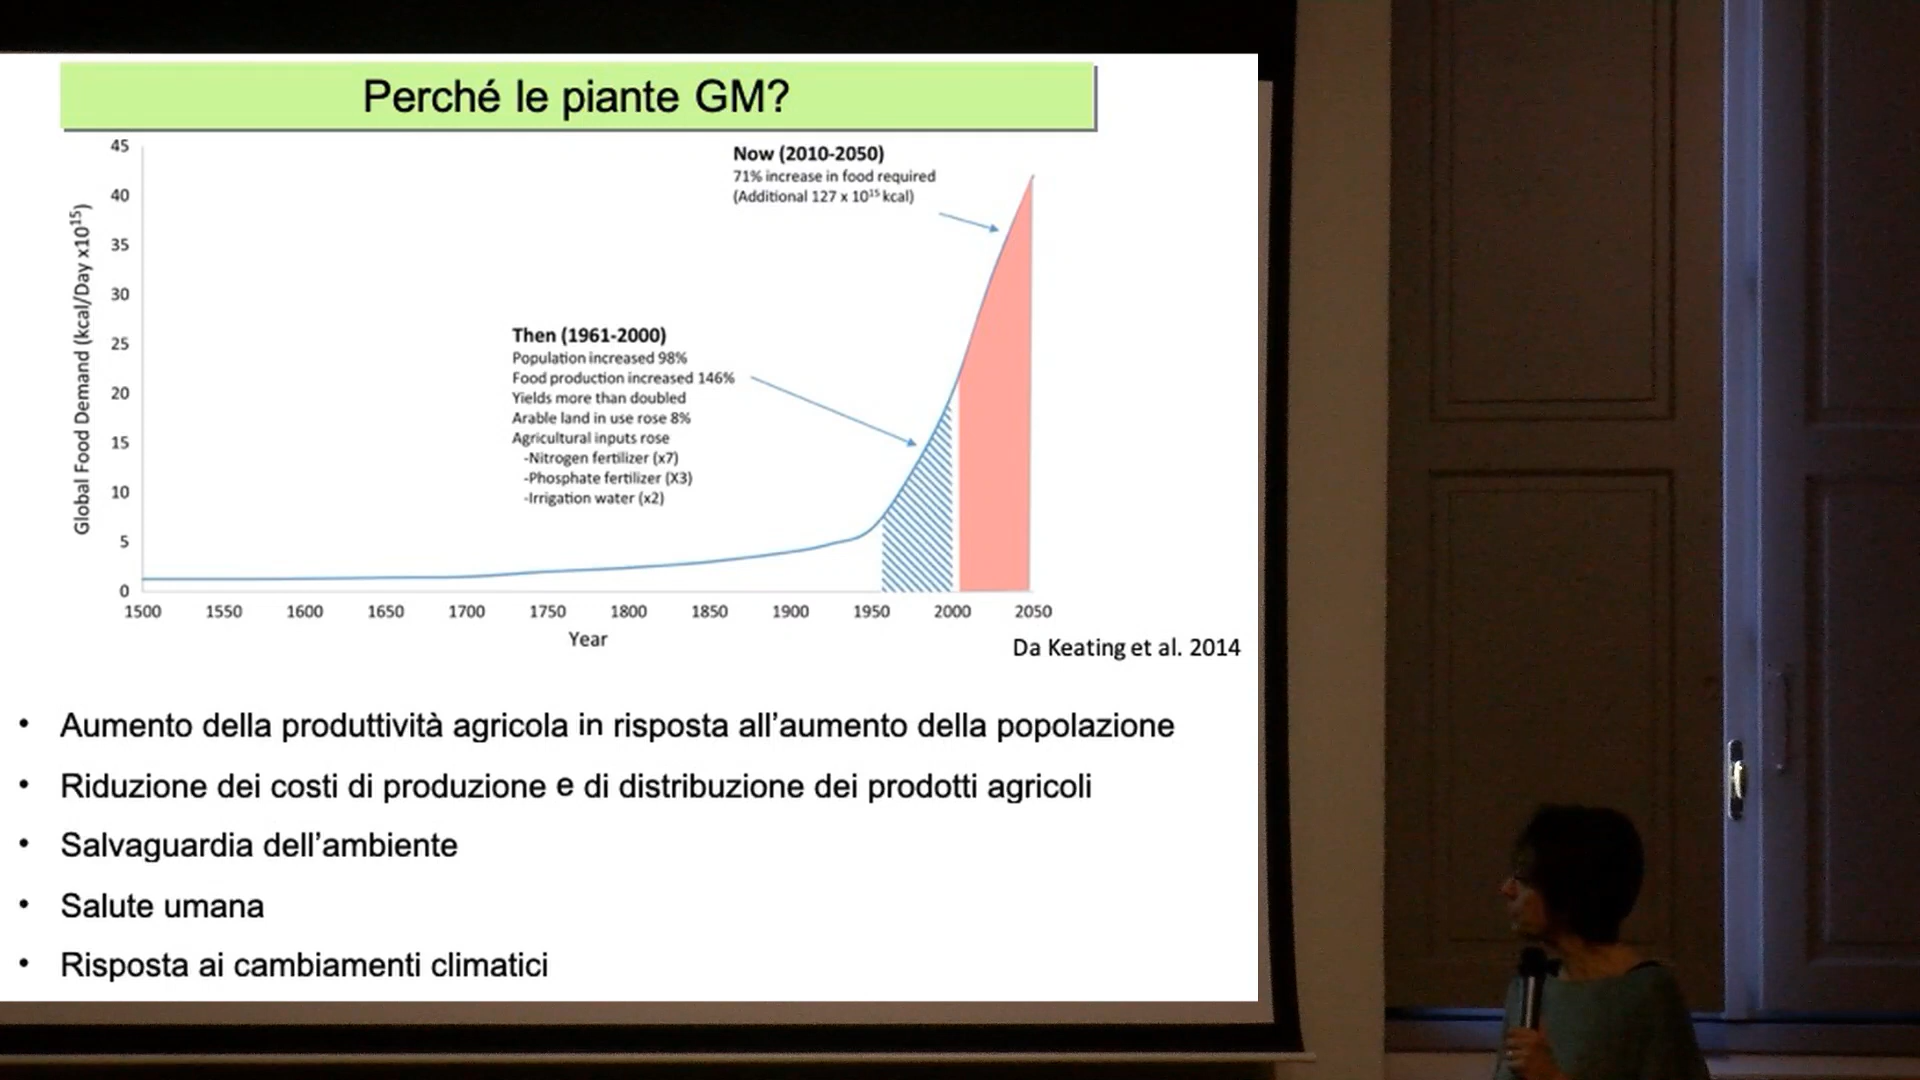 Perché le piante GM?
45
40
35
30
25
20
15
10
5
0
Global Food Demand (kcal/Day x10¹⁵)
Now (2010-2050)
71% increase in food required
(Additional 127 x 10¹⁵ kcal)
Then (1961-2000)
Population increased 98%
Food production increased 146%
Yields more than doubled
Arable land in use rose 8%
Agricultural inputs rose
-Nitrogen fertilizer (x7)
-Phosphate fertilizer (X3)
-Irrigation water (x2)
1500 1550 1600 1650 1700 1750 1800 1850 1900 1950 2000 2050
Year
Da Keating et al. 2014
• Aumento della produttività agricola in risposta all’aumento della popolazione
• Riduzione dei costi di produzione e di distribuzione dei prodotti agricoli
• Salvaguardia dell’ambiente
• Salute umana
• Risposta ai cambiamenti climatici